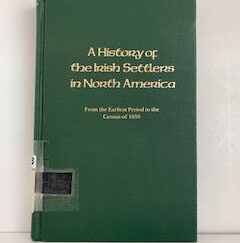 A History of
the Irish Settlers
in North America
From the Earliest Period to the
Census of 1850